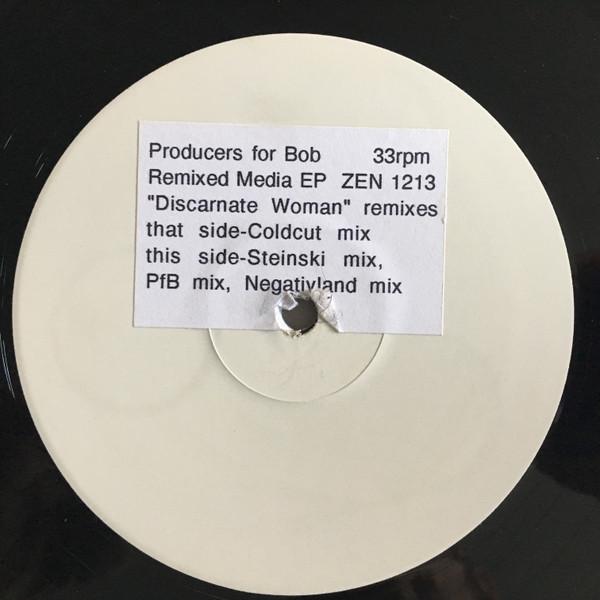 Producers for Bob 33rpm
Remixed Media EP ZEN 1213
"Discarnate Woman" remixes
that side-Coldcut mix
this side-Steinski mix,
PfB mix, Negativland mix